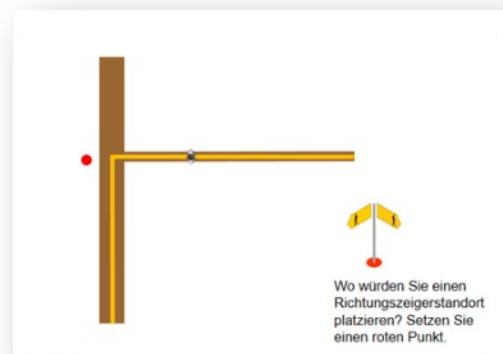 Wo würden Sie einen
Richtungszeigerstandort
platzieren? Setzen Sie
einen roten Punkt.